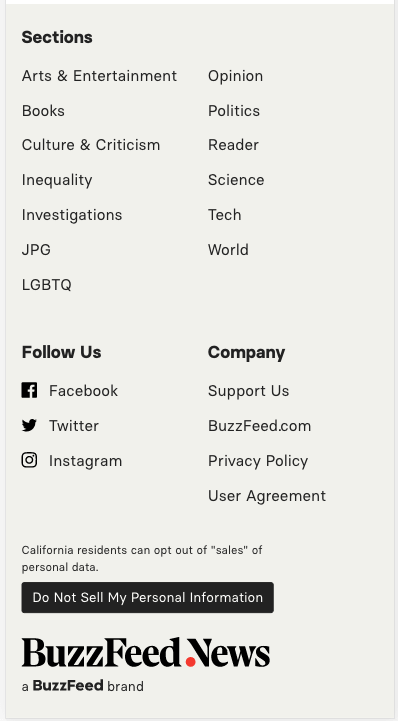 Sections
Arts & Entertainment
Books
Culture & Criticism
Inequality
Investigations
JPG
LGBTQ
Opinion
Politics
Reader
Science
Tech
World
Follow Us
Facebook
Twitter
Instagram
Company
Support Us
BuzzFeed.com
Privacy Policy
User Agreement
California residents can opt out of "sales" of
personal data.
Do Not Sell My Personal Information
BuzzFeed.News
a BuzzFeed brand